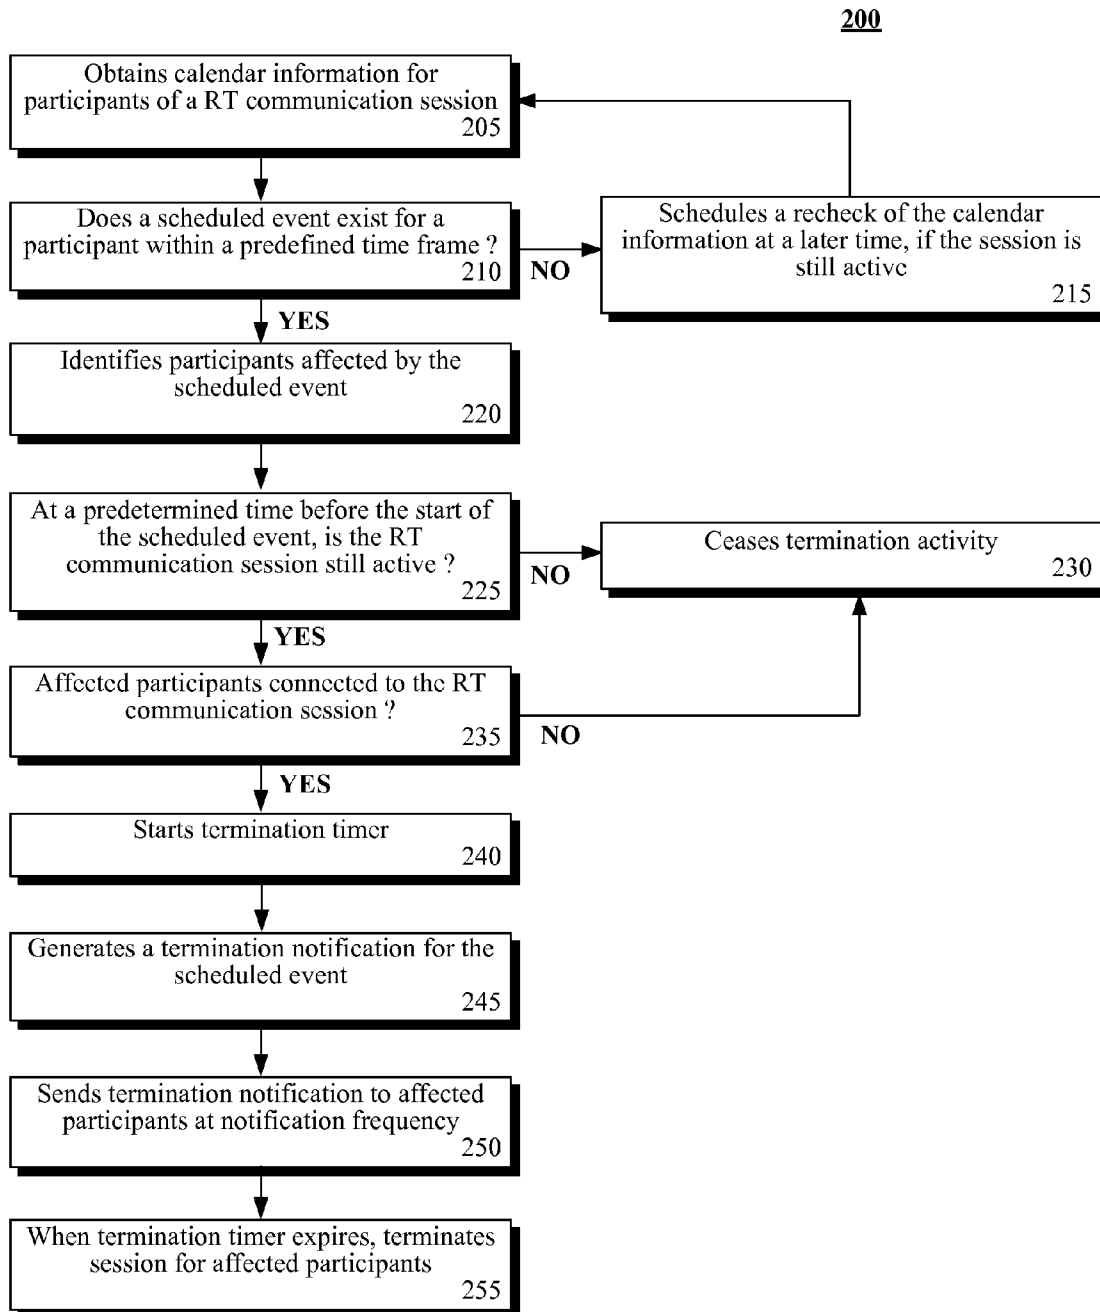 200
Obtains calendar information for
participants of a RT communication session
205
Does a scheduled event exist for a
participant within a predefined time frame ?
210
NO
Schedules a recheck of the calendar
information at a later time, if the session is
still active
215
YES
Identifies participants affected by the
scheduled event
220
At a predetermined time before the start of
the scheduled event, is the RT
communication session still active ?
225
NO
Ceases termination activity
230
YES
Affected participants connected to the RT
communication session ?
235
NO
YES
Starts termination timer
240
Generates a termination notification for the
scheduled event
245
Sends termination notification to affected
participants at notification frequency
250
When termination timer expires, terminates
session for affected participants
255